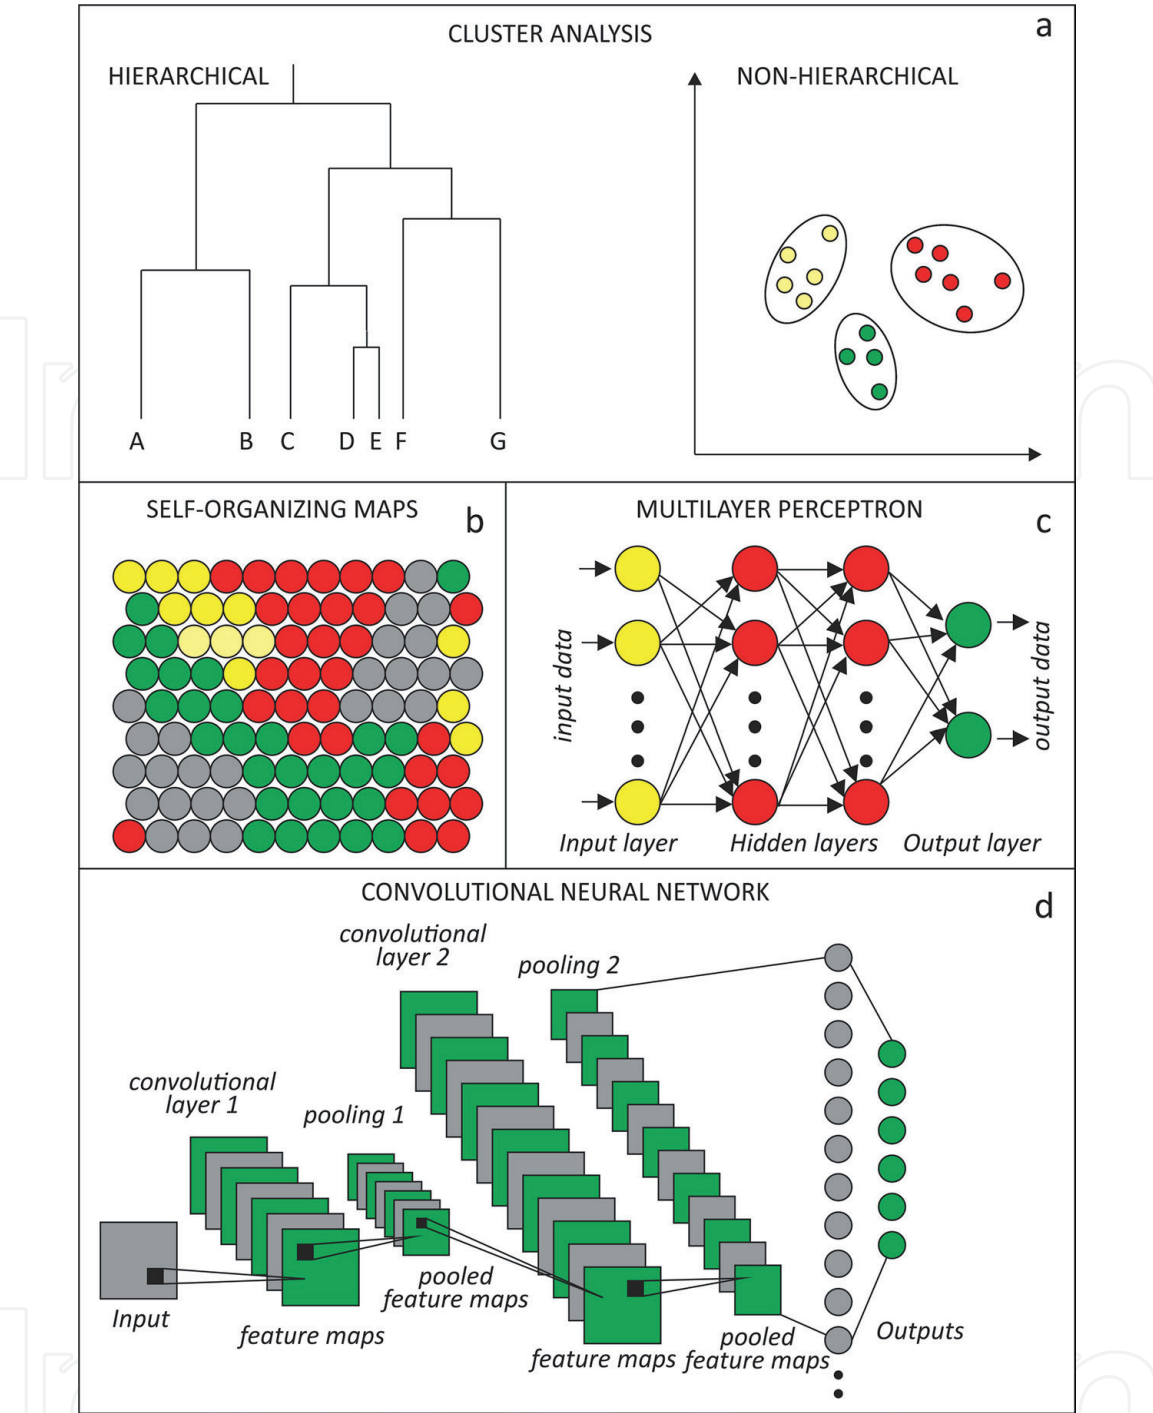 CLUSTER ANALYSIS
a
HIERARCHICAL
NON-HIERARCHICAL
A B C D E F G
SELF-ORGANIZING MAPS
b
MULTILAYER PERCEPTRON
c
input data
output data
Input layer
Hidden layers
Output layer
CONVOLUTIONAL NEURAL NETWORK
d
convolutional
layer 2
pooling 2
convolutional
layer 1
pooling 1
Input
feature maps
pooled
feature maps
feature maps
pooled
feature maps
Outputs